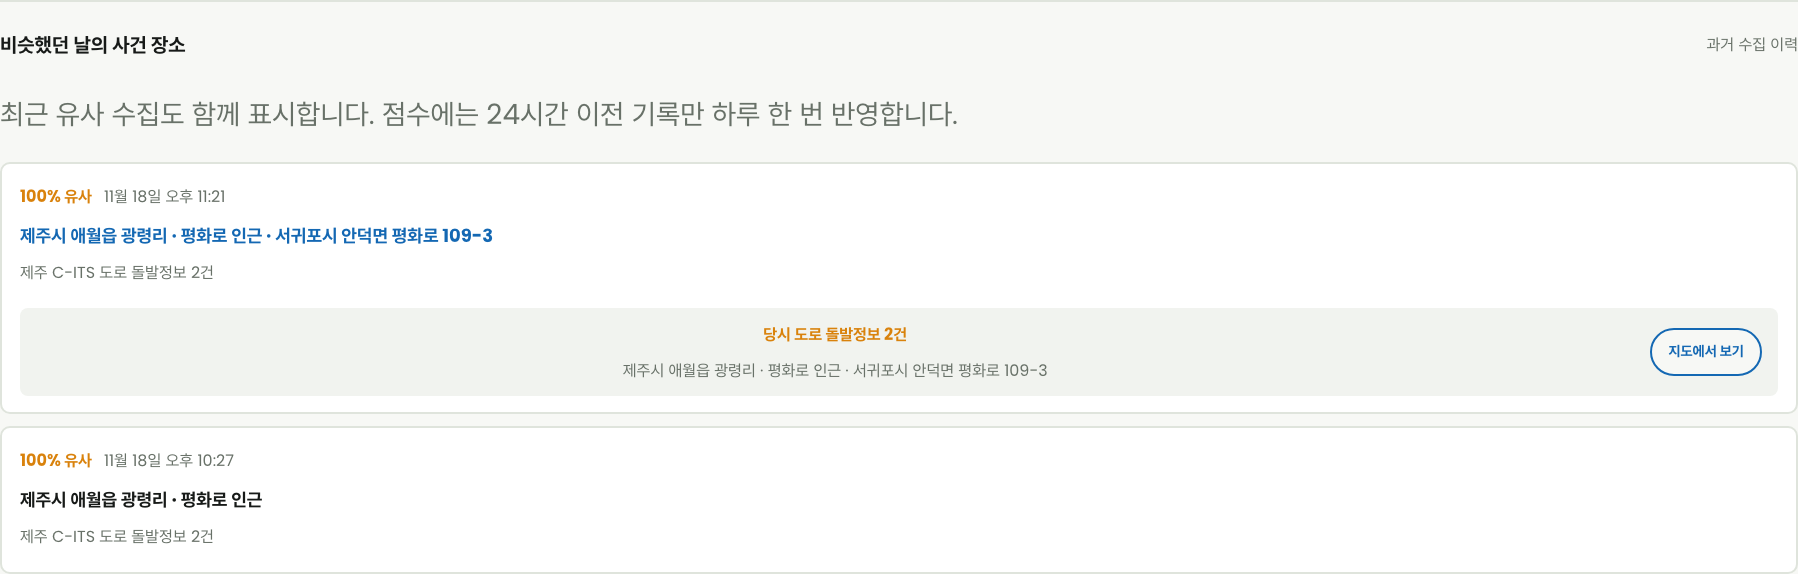 비슷했던 날의 사건 장소
과거 수집 이력
최근 유사 수집도 함께 표시합니다. 점수에는 24시간 이전 기록만 하루 한 번 반영합니다.
100% 유사 11월 18일 오후 11:21
제주시 애월읍 광령리 · 평화로 인근 · 서귀포시 안덕면 평화로 109-3
제주 C-ITS 도로 돌발정보 2건
당시 도로 돌발정보 2건
제주시 애월읍 광령리 · 평화로 인근 · 서귀포시 안덕면 평화로 109-3
지도에서 보기
100% 유사 11월 18일 오후 10:27
제주시 애월읍 광령리 · 평화로 인근
제주 C-ITS 도로 돌발정보 2건